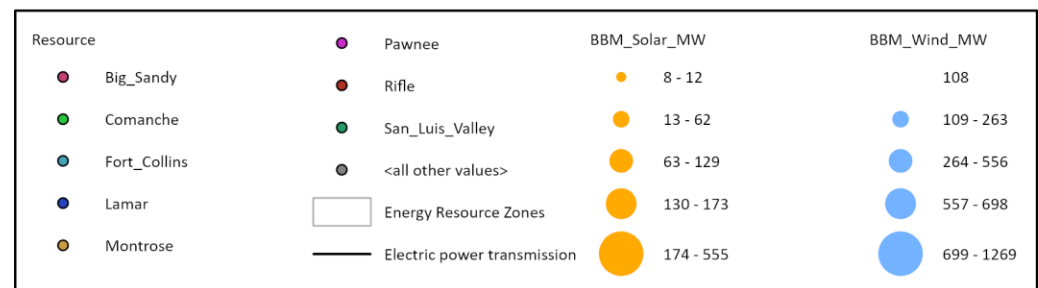 Resource
Big_Sandy
Comanche
Fort_Collins
Lamar
Montrose
Pawnee
Rifle
San_Luis_Valley
<all other values>
Energy Resource Zones
Electric power transmission
BBM_Solar_MW
8 - 12
13 - 62
63 - 129
130 - 173
174 - 555
BBM_Wind_MW
108
109 - 263
264 - 556
557 - 698
699 - 1269